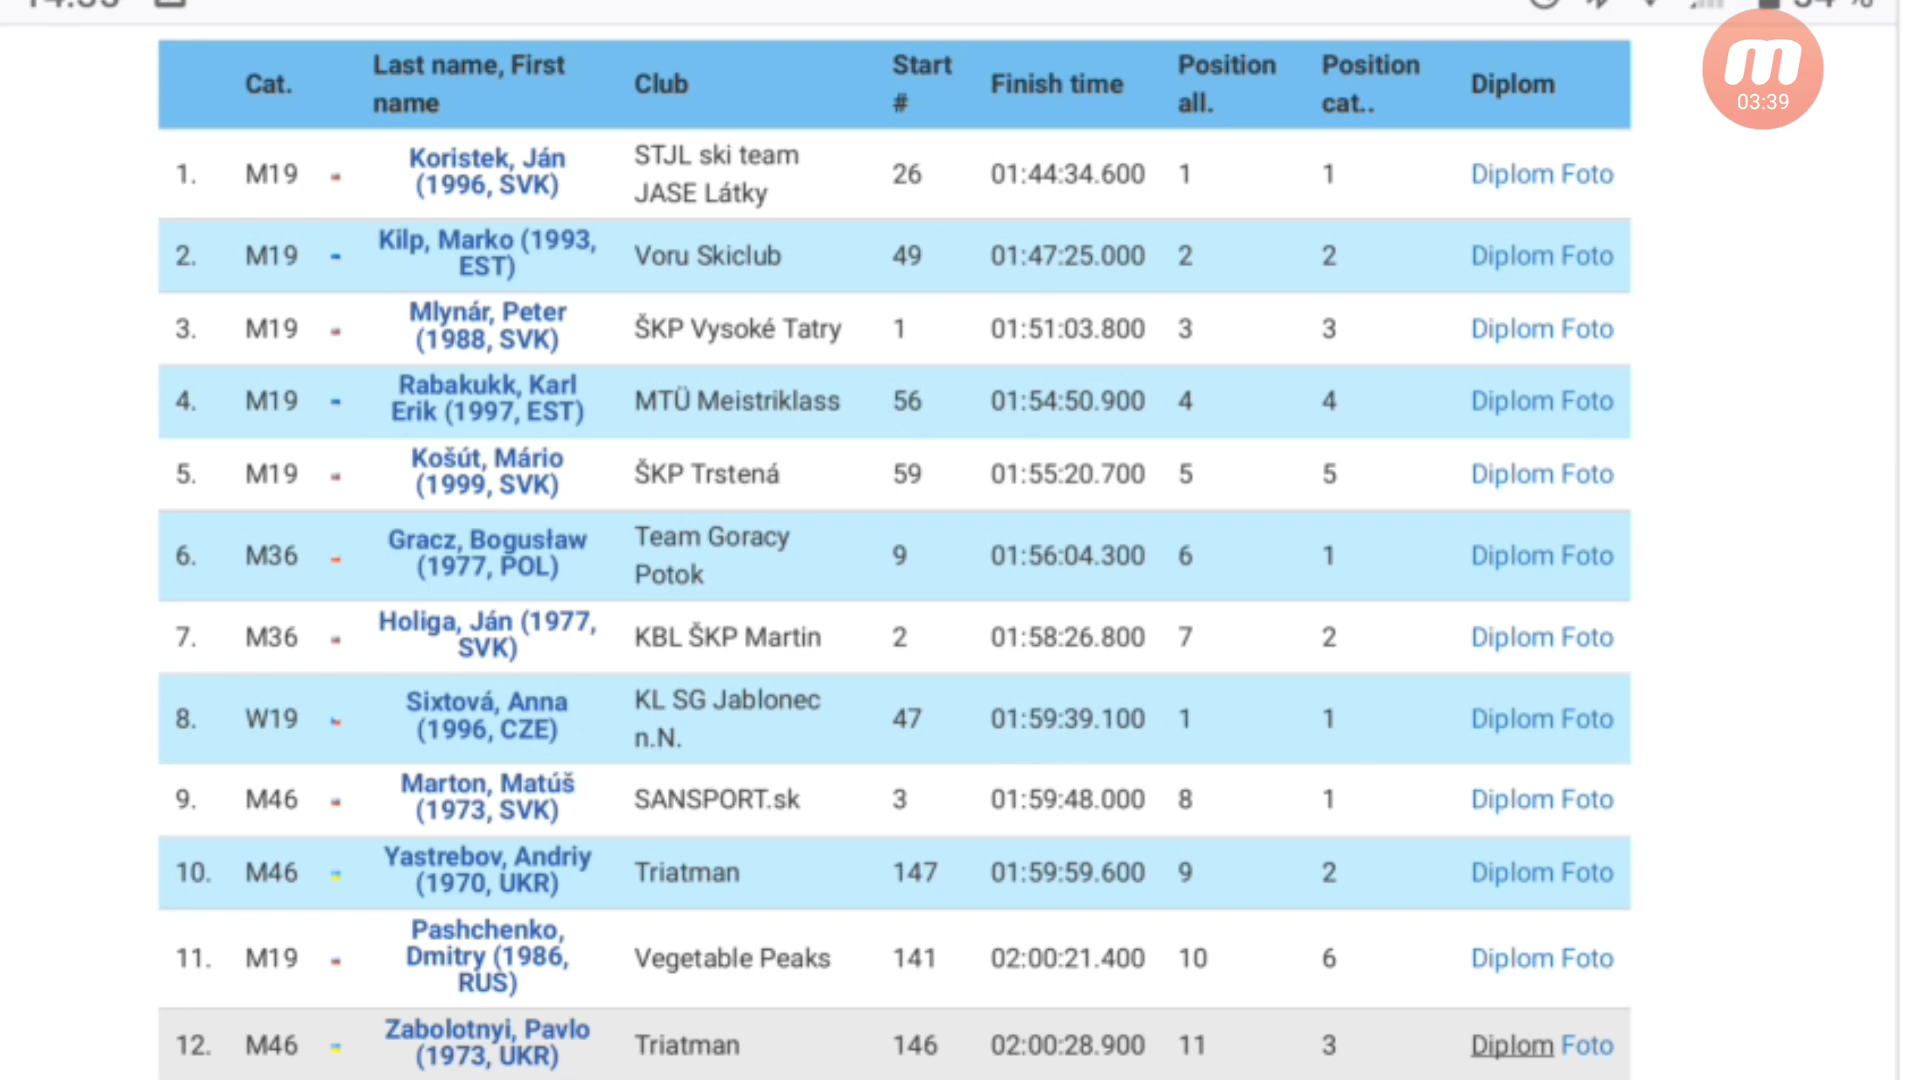 Cat. Last name, First name Club Start # Finish time Position all. Position cat.. Diplom
03:39
1. M19 Koristek, Ján (1996, SVK) STJL ski team JASE Látky 26 01:44:34.600 1 1 Diplom Foto
2. M19 Kilp, Marko (1993, EST) Voru Skiclub 49 01:47:25.000 2 2 Diplom Foto
3. M19 Mlynár, Peter (1988, SVK) ŠKP Vysoké Tatry 1 01:51:03.800 3 3 Diplom Foto
4. M19 Rabakukk, Karl Erik (1997, EST) MTÜ Meistriklass 56 01:54:50.900 4 4 Diplom Foto
5. M19 Košút, Mário (1999, SVK) ŠKP Trstená 59 01:55:20.700 5 5 Diplom Foto
6. M36 Gracz, Bogusław (1977, POL) Team Goracy Potok 9 01:56:04.300 6 1 Diplom Foto
7. M36 Holiga, Ján (1977, SVK) KBL ŠKP Martin 2 01:58:26.800 7 2 Diplom Foto
8. W19 Sixtová, Anna (1996, CZE) KL SG Jablonec n.N. 47 01:59:39.100 1 1 Diplom Foto
9. M46 Marton, Matúš (1973, SVK) SANSPORT.sk 3 01:59:48.000 8 1 Diplom Foto
10. M46 Yastrebov, Andriy (1970, UKR) Triatman 147 01:59:59.600 9 2 Diplom Foto
11. M19 Pashchenko, Dmitry (1986, RUS) Vegetable Peaks 141 02:00:21.400 10 6 Diplom Foto
12. M46 Zabolotnyi, Pavlo (1973, UKR) Triatman 146 02:00:28.900 11 3 Diplom Foto